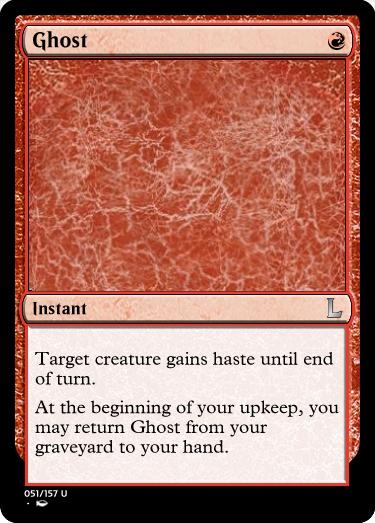 Ghost
Instant
L
Target creature gains haste until end
of turn.
At the beginning of your upkeep, you
may return Ghost from your
graveyard to your hand.
051/157 U